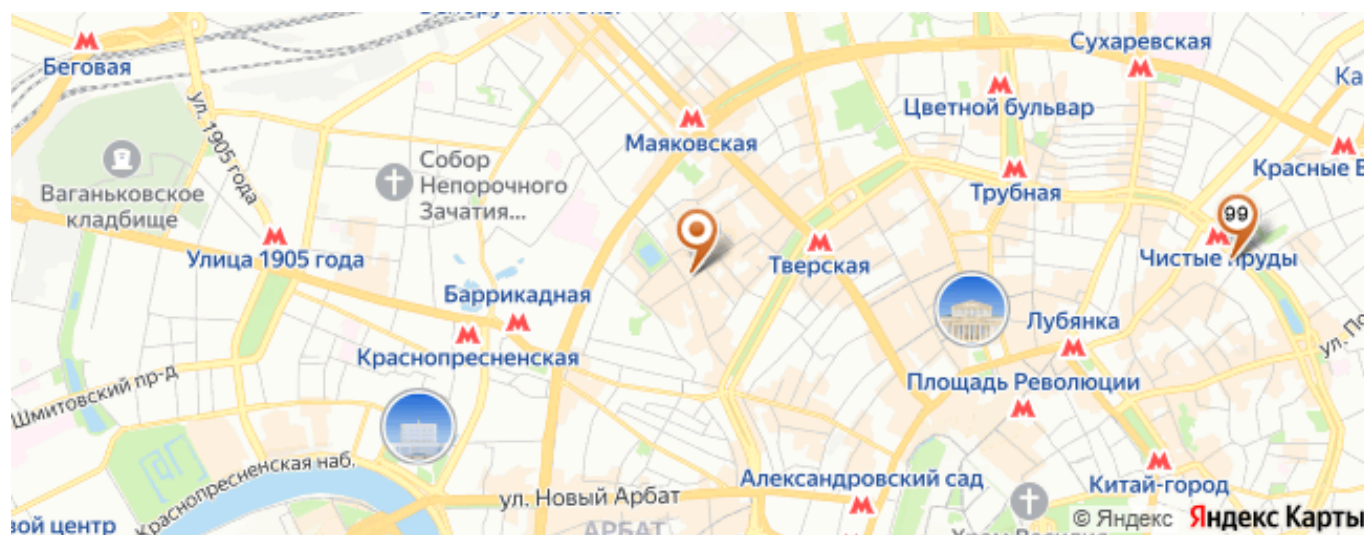 Сухаревская
Беговая
Цветной бульвар
Маяковская
ул. 1905 года
Собор
Непорочного
Зачатия...
Красные
Трубная
Ваганьковское
кладбище
99
Улица 1905 года
Тверская
Чистые пруды
Баррикадная
Лубянка
Краснопресненская
Площадь Революции
Шмитовский пр-д
Краснопресненская наб.
Александровский сад
Китай-город
ул. Новый Арбат
АРБАТ
© Яндекс Яндекс Карты